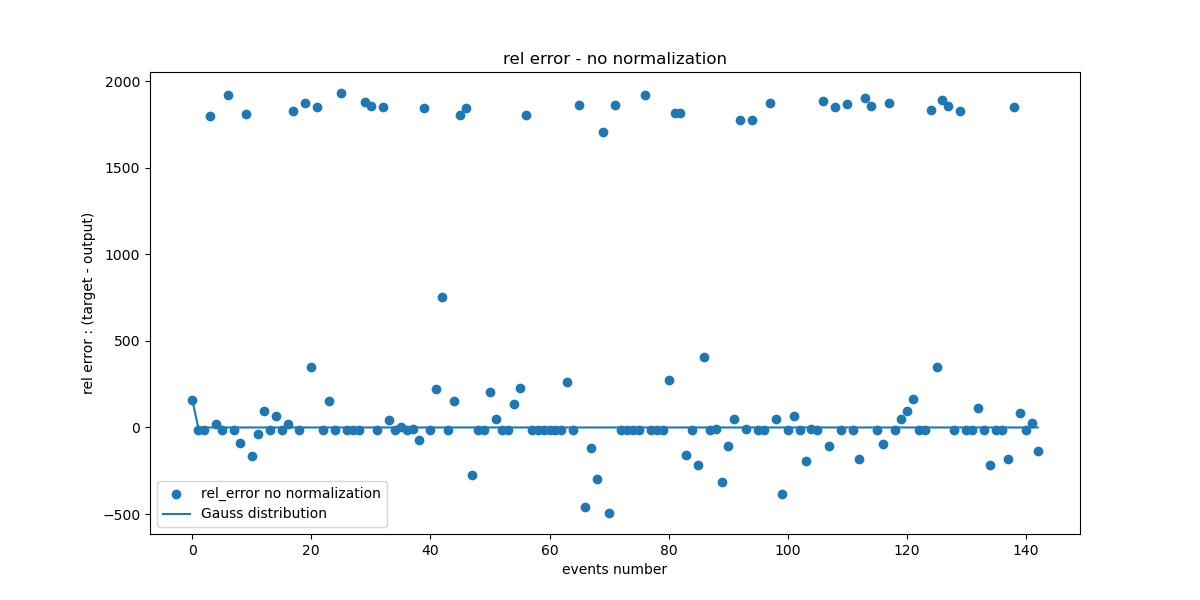 rel error - no normalization
rel error : (target - output)
2000
1500
1000
500
0
−500
rel_error no normalization
Gauss distribution
0 20 40 60 80 100 120 140
events number